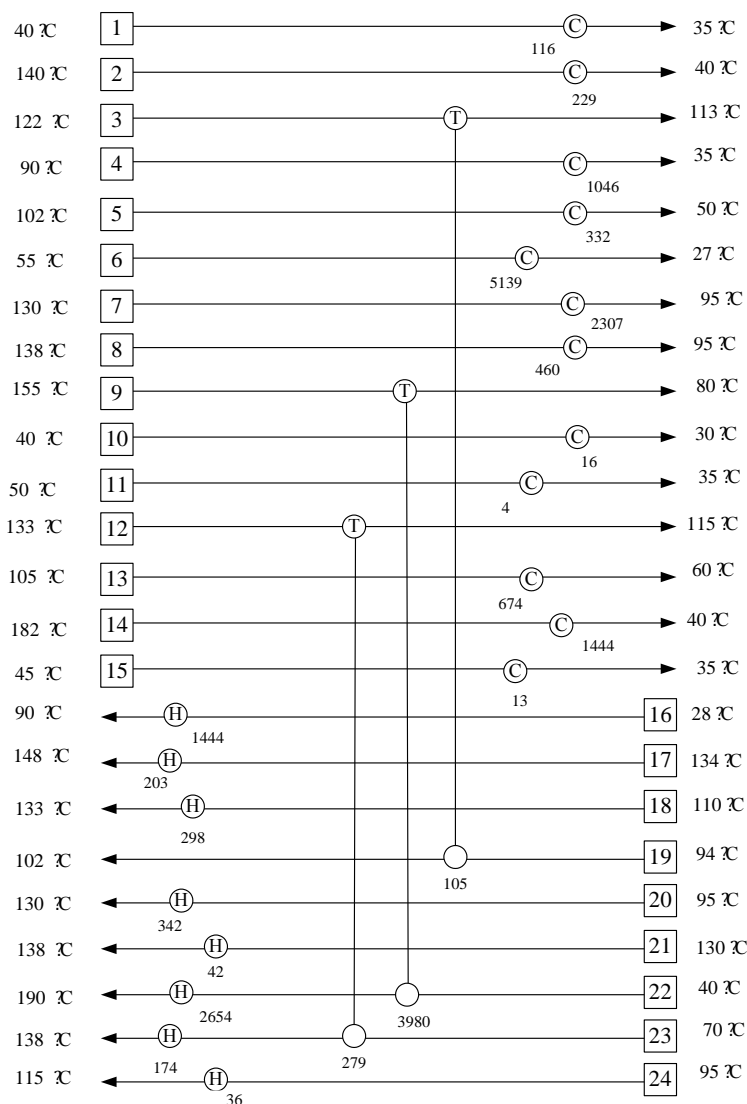 40 ?C 1 C 35 ?C
116
140 ?C 2 C 40 ?C
229
122 ?C 3 T 113 ?C
90 ?C 4 C 35 ?C
1046
102 ?C 5 C 50 ?C
332
55 ?C 6 C 27 ?C
5139
130 ?C 7 C 95 ?C
2307
138 ?C 8 C 95 ?C
460
155 ?C 9 T 80 ?C
40 ?C 10 C 30 ?C
16
50 ?C 11 C 35 ?C
4
133 ?C 12 T 115 ?C
105 ?C 13 C 60 ?C
674
182 ?C 14 C 40 ?C
1444
45 ?C 15 C 35 ?C
13
90 ?C H 16 28 ?C
1444
148 ?C H 17 134 ?C
203
133 ?C H 18 110 ?C
298
102 ?C 19 94 ?C
105
130 ?C H 20 95 ?C
342
138 ?C H 21 130 ?C
42
190 ?C H 22 40 ?C
2654 3980
138 ?C H 23 70 ?C
174 279
115 ?C H 24 95 ?C
36